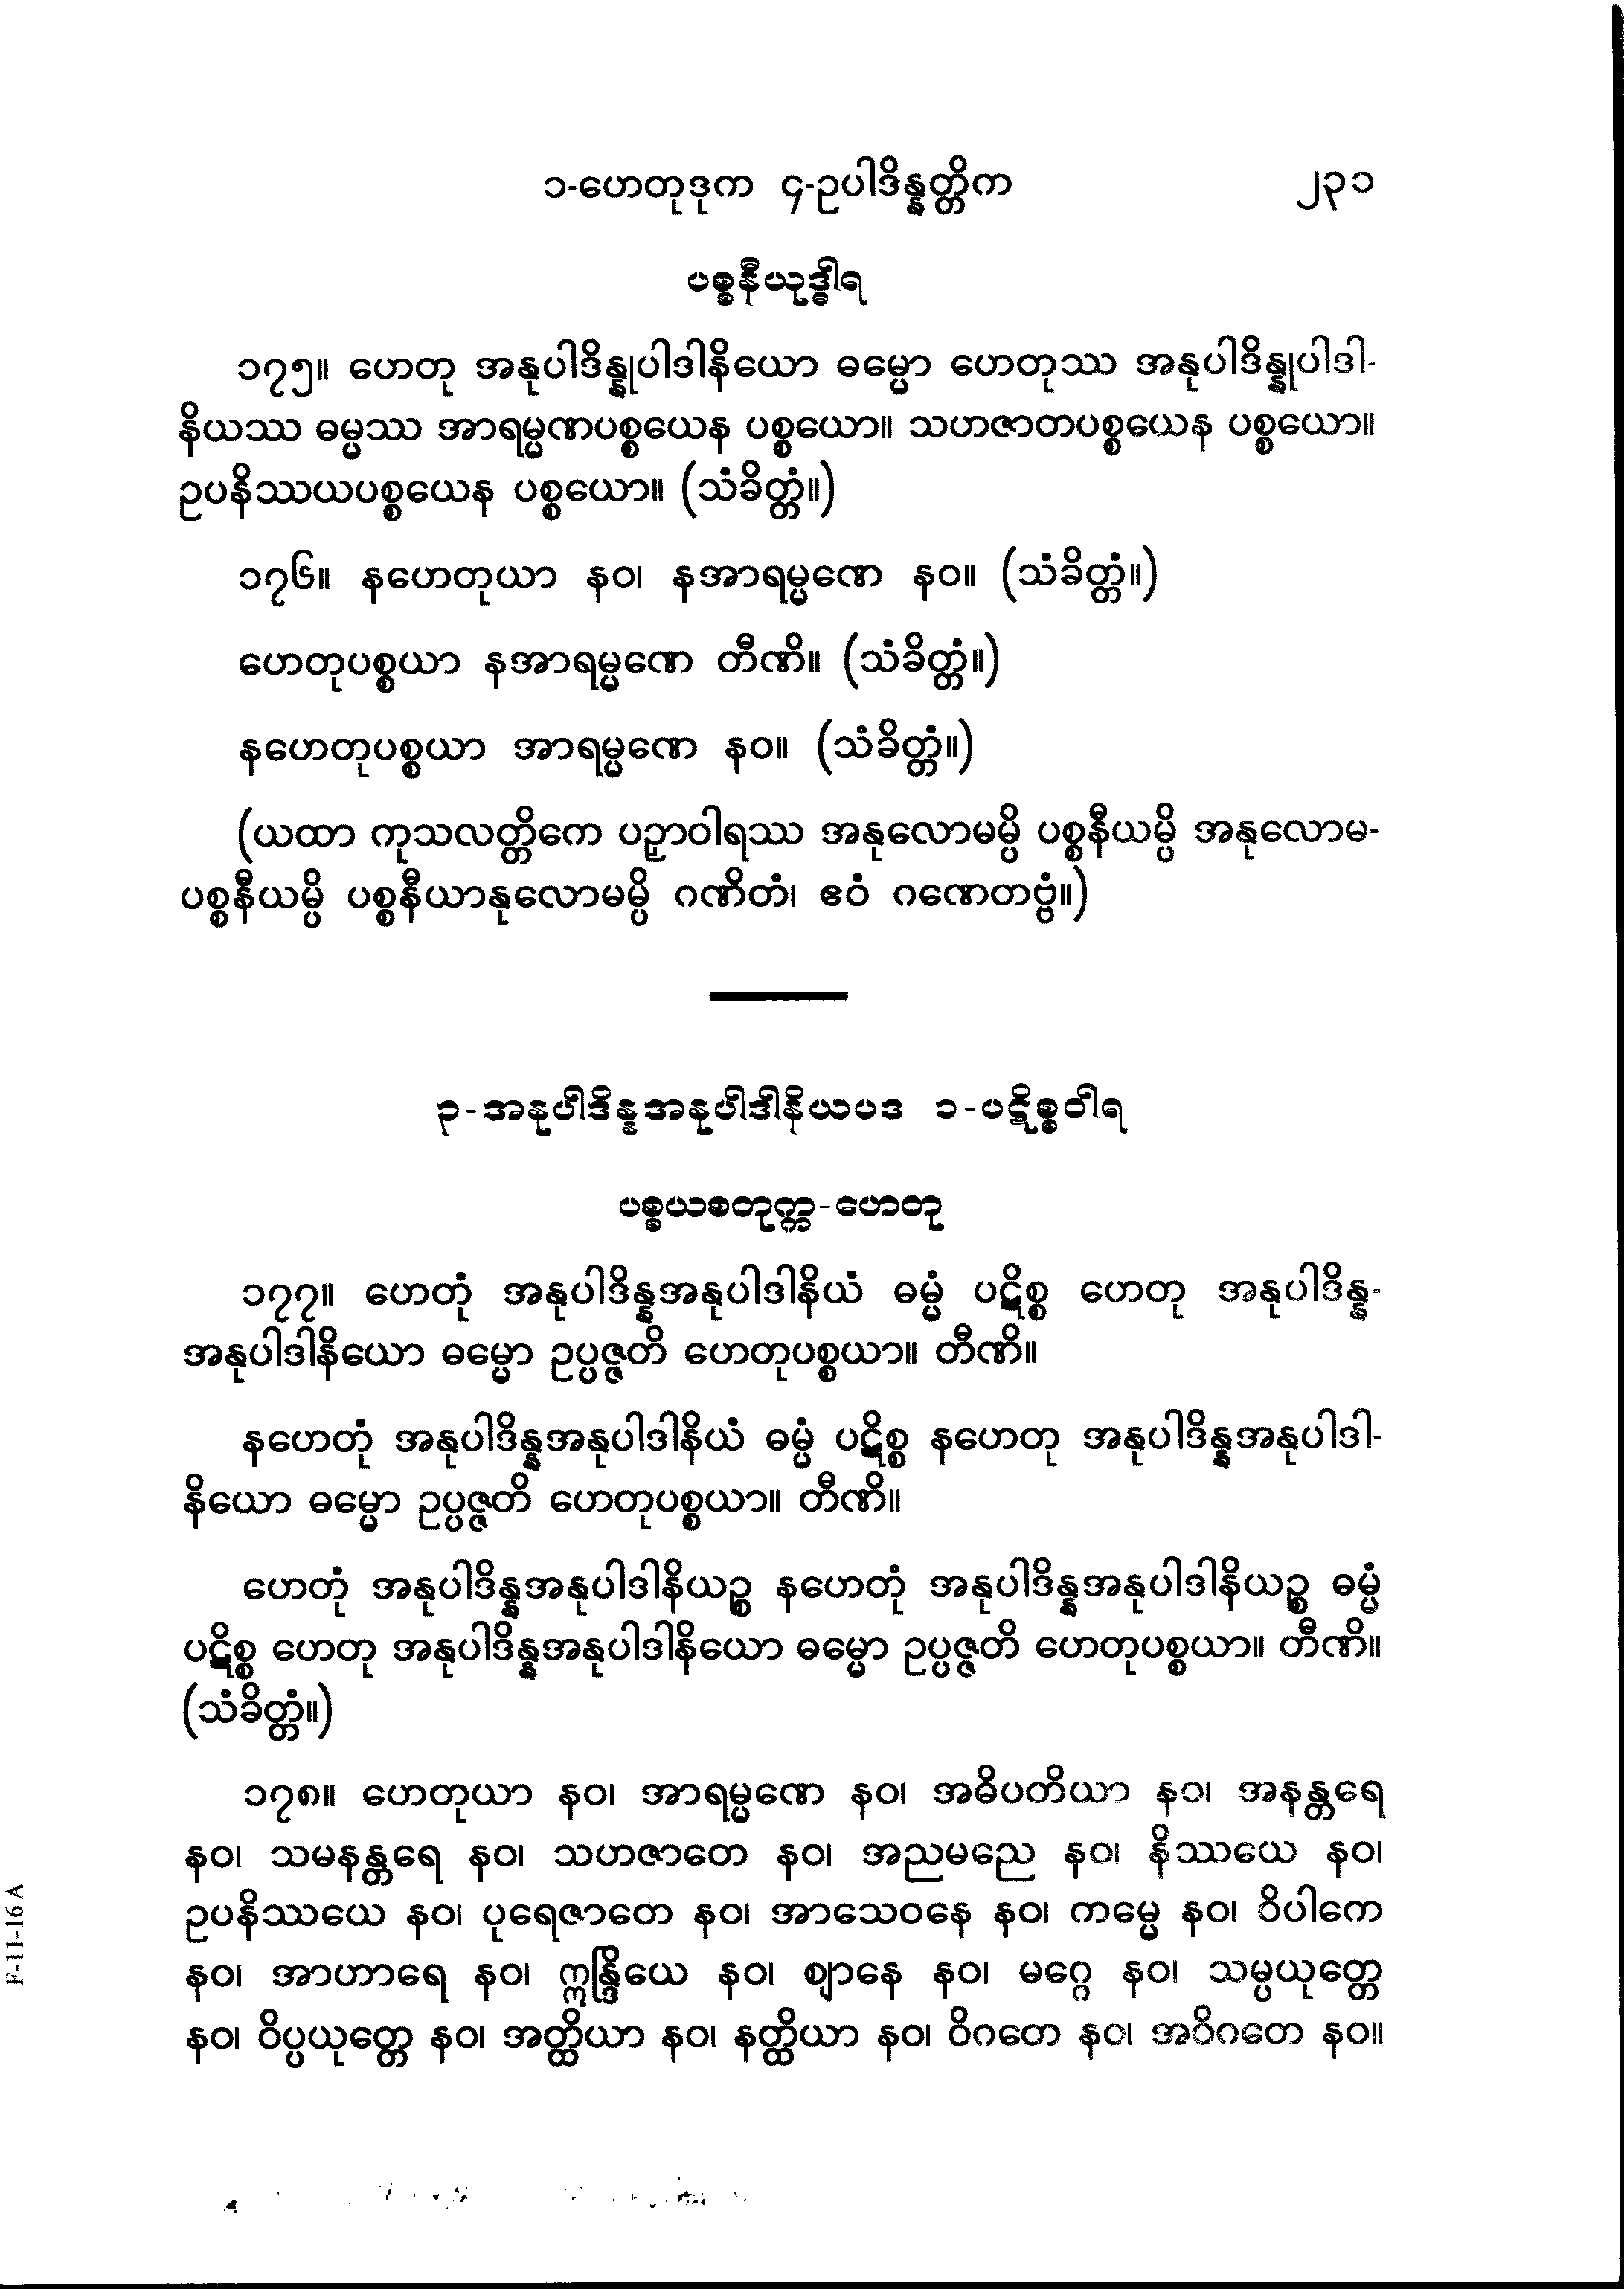 ၁-ဟေတုဒုက ၄-ဥပါဒိန္နတ္တိက ၂၃၁
ပစ္စနီယုဒ္ဓါရ
၁၇၅။ ဟေတု အနုပါဒိန္နုပါဒါနိယော ဓမ္မော ဟေတုဿ အနုပါဒိန္နုပါဒါ-
နိယဿ ဓမ္မဿ အာရမ္မဏပစ္စယေန ပစ္စယော။ သဟဇာတပစ္စယေန ပစ္စယော။
ဥပနိဿယပစ္စယေန ပစ္စယော။ (သံခိတ္တံ။)
၁၇၆။ နဟေတုယာ နဝ၊ နအာရမ္မဏေ နဝ။ (သံခိတ္တံ။)
ဟေတုပစ္စယာ နအာရမ္မဏေ တီဏိ။ (သံခိတ္တံ။)
နဟေတုပစ္စယာ အာရမ္မဏေ နဝ။ (သံခိတ္တံ။)
(ယထာ ကုသလတ္တိကေ ပဉှာဝါရဿ အနုလောမမ္ပိ ပစ္စနီယမ္ပိ အနုလောမ-
ပစ္စနီယမ္ပိ ပစ္စနီယာနုလောမမ္ပိ ဂဏိတံ၊ ဧဝံ ဂဏေတဗ္ဗံ။)
၃-အနုပါဒိန္နအနုပါဒါနိယပဒ ၁-ပဋိစ္စဝါရ
ပစ္စယစတုက္က-ဟေတု
၁၇၇။ ဟေတုံ အနုပါဒိန္နအနုပါဒါနိယံ ဓမ္မံ ပဋိစ္စ ဟေတု အနုပါဒိန္န-
အနုပါဒါနိယော ဓမ္မော ဥပ္ပဇ္ဇတိ ဟေတုပစ္စယာ။ တီဏိ။
နဟေတုံ အနုပါဒိန္နအနုပါဒါနိယံ ဓမ္မံ ပဋိစ္စ နဟေတု အနုပါဒိန္နအနုပါဒါ-
နိယော ဓမ္မော ဥပ္ပဇ္ဇတိ ဟေတုပစ္စယာ။ တီဏိ။
ဟေတုံ အနုပါဒိန္နအနုပါဒါနိယဉ္စ နဟေတုံ အနုပါဒိန္နအနုပါဒါနိယဉ္စ ဓမ္မံ
ပဋိစ္စ ဟေတု အနုပါဒိန္နအနုပါဒါနိယော ဓမ္မော ဥပ္ပဇ္ဇတိ ဟေတုပစ္စယာ။ တီဏိ။
(သံခိတ္တံ။)
၁၇၈။ ဟေတုယာ နဝ၊ အာရမ္မဏေ နဝ၊ အဓိပတိယာ နဝ၊ အနန္တရေ
နဝ၊ သမနန္တရေ နဝ၊ သဟဇာတေ နဝ၊ အညမညေ နဝ၊ နိဿယေ နဝ၊
ဥပနိဿယေ နဝ၊ ပုရေဇာတေ နဝ၊ အာသေဝနေ နဝ၊ ကမ္မေ နဝ၊ ဝိပါကေ
နဝ၊ အာဟာရေ နဝ၊ ဣန္ဒြိယေ နဝ၊ ဈာနေ နဝ၊ မဂ္ဂေ နဝ၊ သမ္ပယုတ္တေ
နဝ၊ ဝိပ္ပယုတ္တေ နဝ၊ အတ္ထိယာ နဝ၊ နတ္ထိယာ နဝ၊ ဝိဂတေ နဝ၊ အဝိဂတေ နဝ။
F-11-16 A